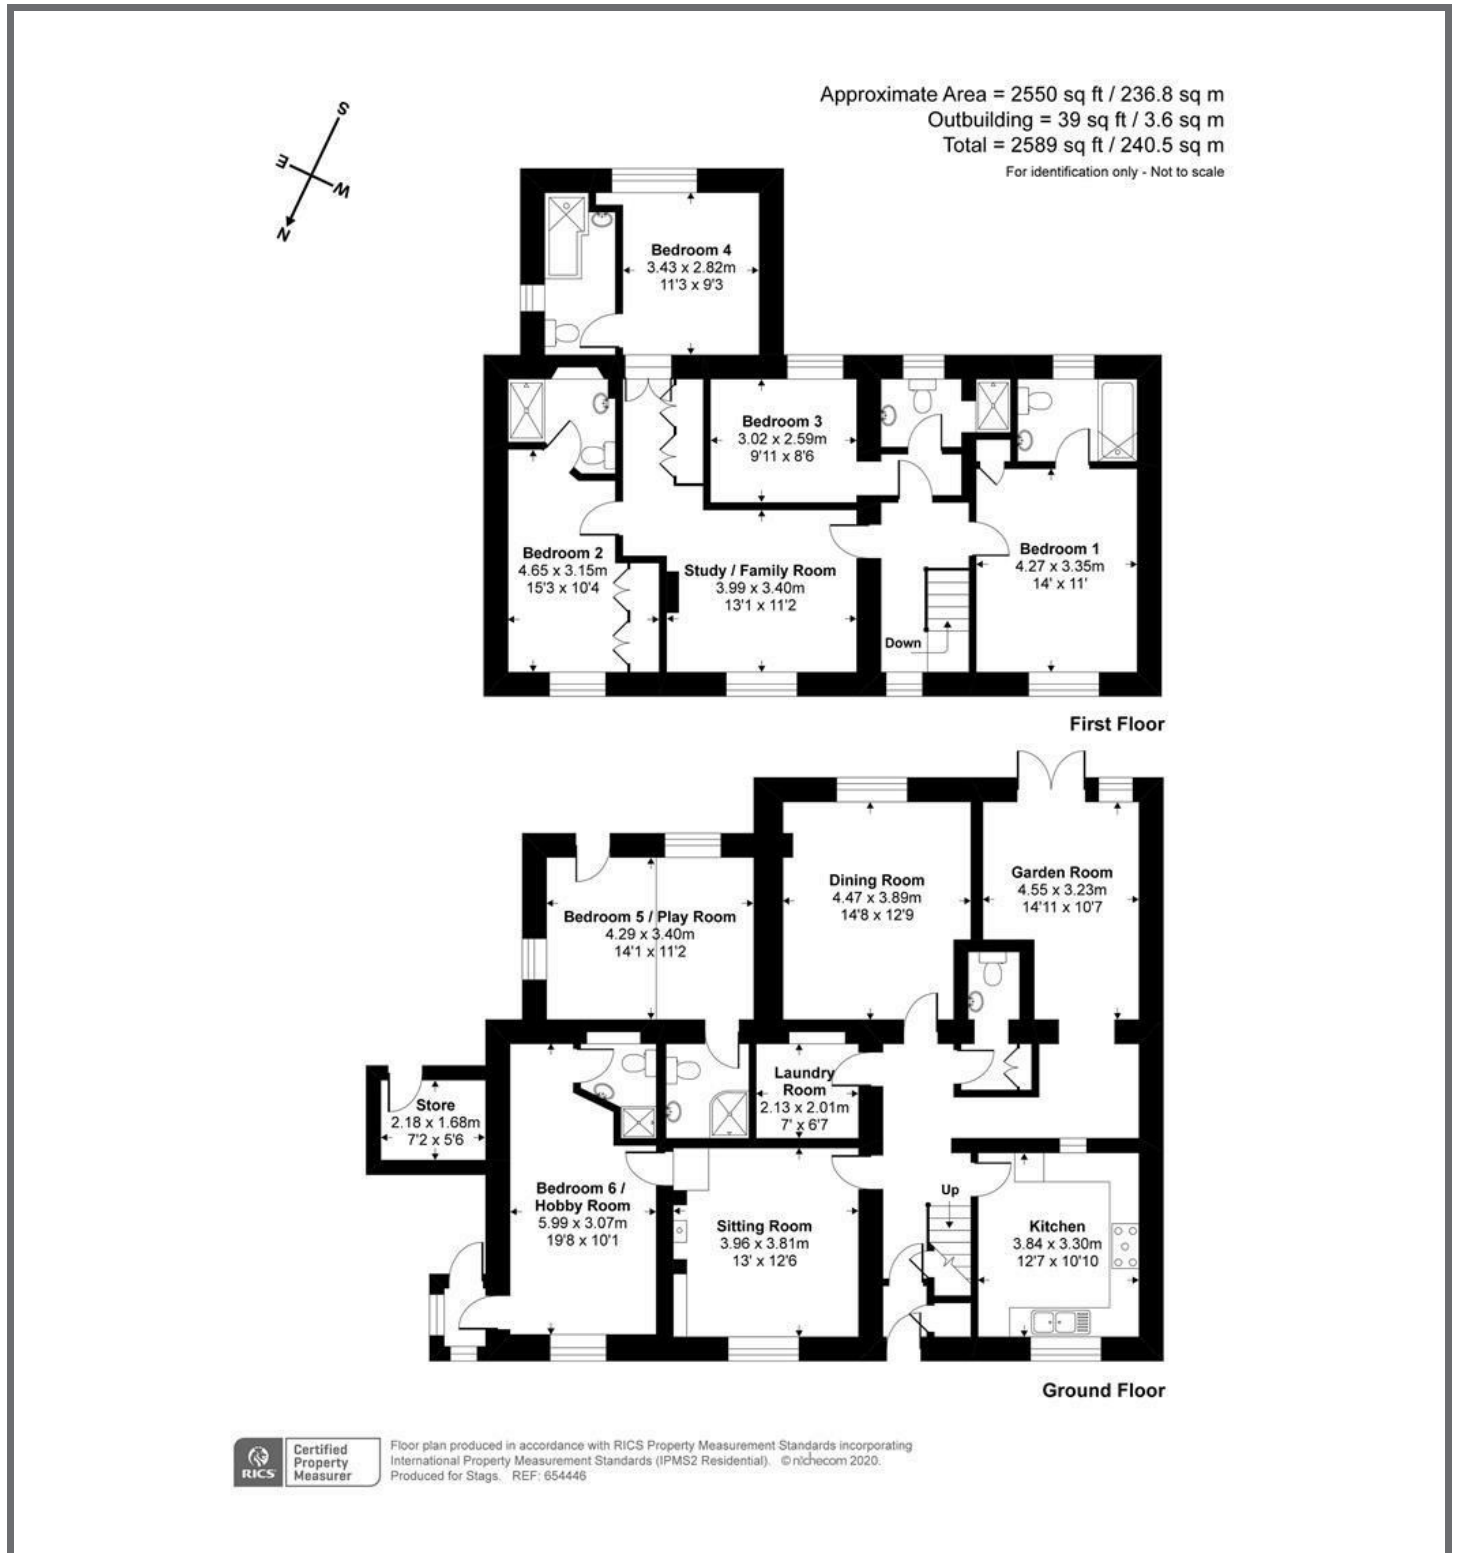 Approximate Area = 2550 sq ft / 236.8 sq m
Outbuilding = 39 sq ft / 3.6 sq m
Total = 2589 sq ft / 240.5 sq m
For identification only - Not to scale
S
E
W
N
Bedroom 4
3.43 x 2.82m
11'3 x 9'3
Bedroom 3
3.02 x 2.59m
9'11 x 8'6
Bedroom 2
4.65 x 3.15m
15'3 x 10'4
Study / Family Room
3.99 x 3.40m
13'1 x 11'2
Bedroom 1
4.27 x 3.35m
14' x 11'
Down
First Floor
Dining Room
4.47 x 3.89m
14'8 x 12'9
Garden Room
4.55 x 3.23m
14'11 x 10'7
Bedroom 5 / Play Room
4.29 x 3.40m
14'1 x 11'2
Laundry
Room
2.13 x 2.01m
7' x 6'7
Store
2.18 x 1.68m
7'2 x 5'6
Bedroom 6 /
Hobby Room
5.99 x 3.07m
19'8 x 10'1
Sitting Room
3.96 x 3.81m
13' x 12'6
Up
Kitchen
3.84 x 3.30m
12'7 x 10'10
Ground Floor
RICS
Certified
Property
Measurer
Floor plan produced in accordance with RICS Property Measurement Standards incorporating
International Property Measurement Standards (IPMS2 Residential). © nichecom 2020.
Produced for Stags. REF: 654446